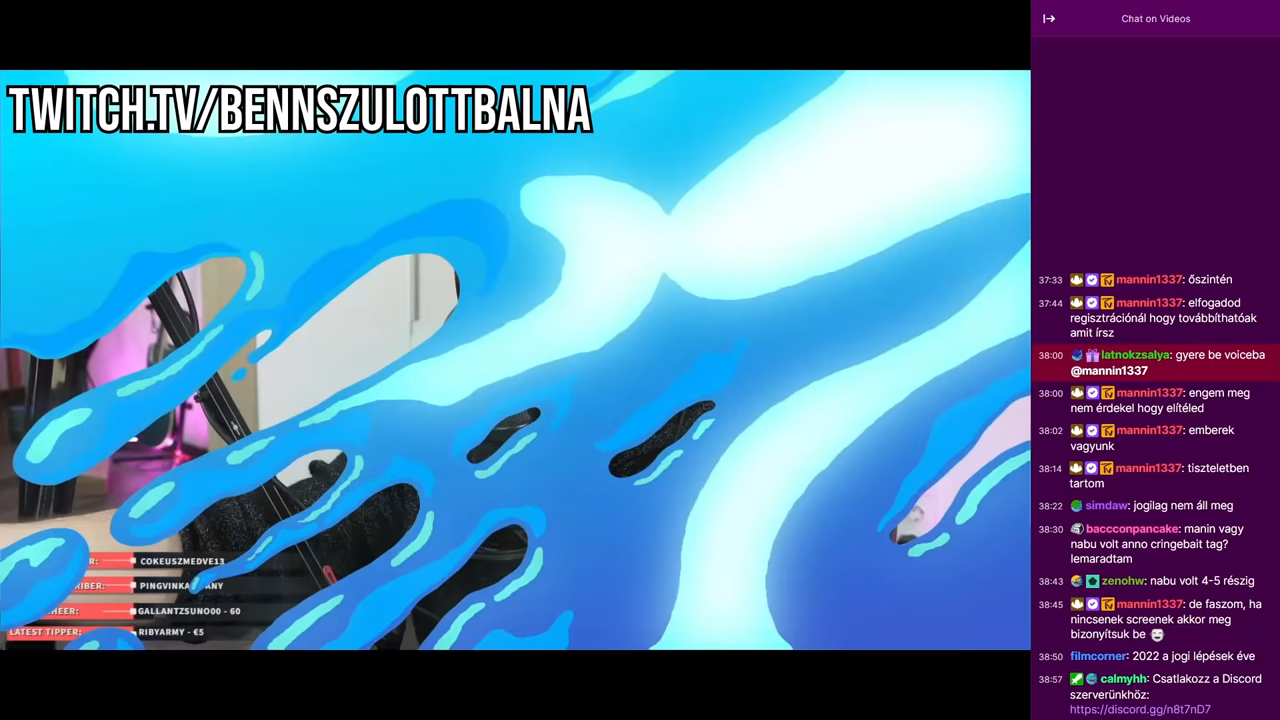 Chat on Videos
TWITCH.TV/BENNSZULOTTBALNA
R:
COKEUSZMEDVE13
RIBER:
HEER:
GALLANTZSUNO00 - 60
LATEST TIPPER:
RIBYARMY - €5
37:33 mannin1337: őszintén
37:44 mannin1337: elfogadod
regisztrációnál hogy továbbíthatóak
amit írsz
38:00 latnokzsalya: gyere be voiceba
@mannin1337
38:00 mannin1337: engem meg
nem érdekel hogy elítéled
38:02 mannin1337: emberek
vagyunk
38:14 mannin1337: tiszteletben
tartom
38:22 simdaw: jogilag nem áll meg
38:30 baccconpancake: manin vagy
nabu volt anno cringebait tag?
lemaradtam
38:43 zenohw: nabu volt 4-5 részig
38:45 mannin1337: de faszom, ha
nincsenek screenek akkor meg
bizonyítsuk be
38:50 filmcorner: 2022 a jogi lépések éve
38:57 calmyhh: Csatlakozz a Discord
szerverünkhöz:
https://discord.gg/n8t7nD7